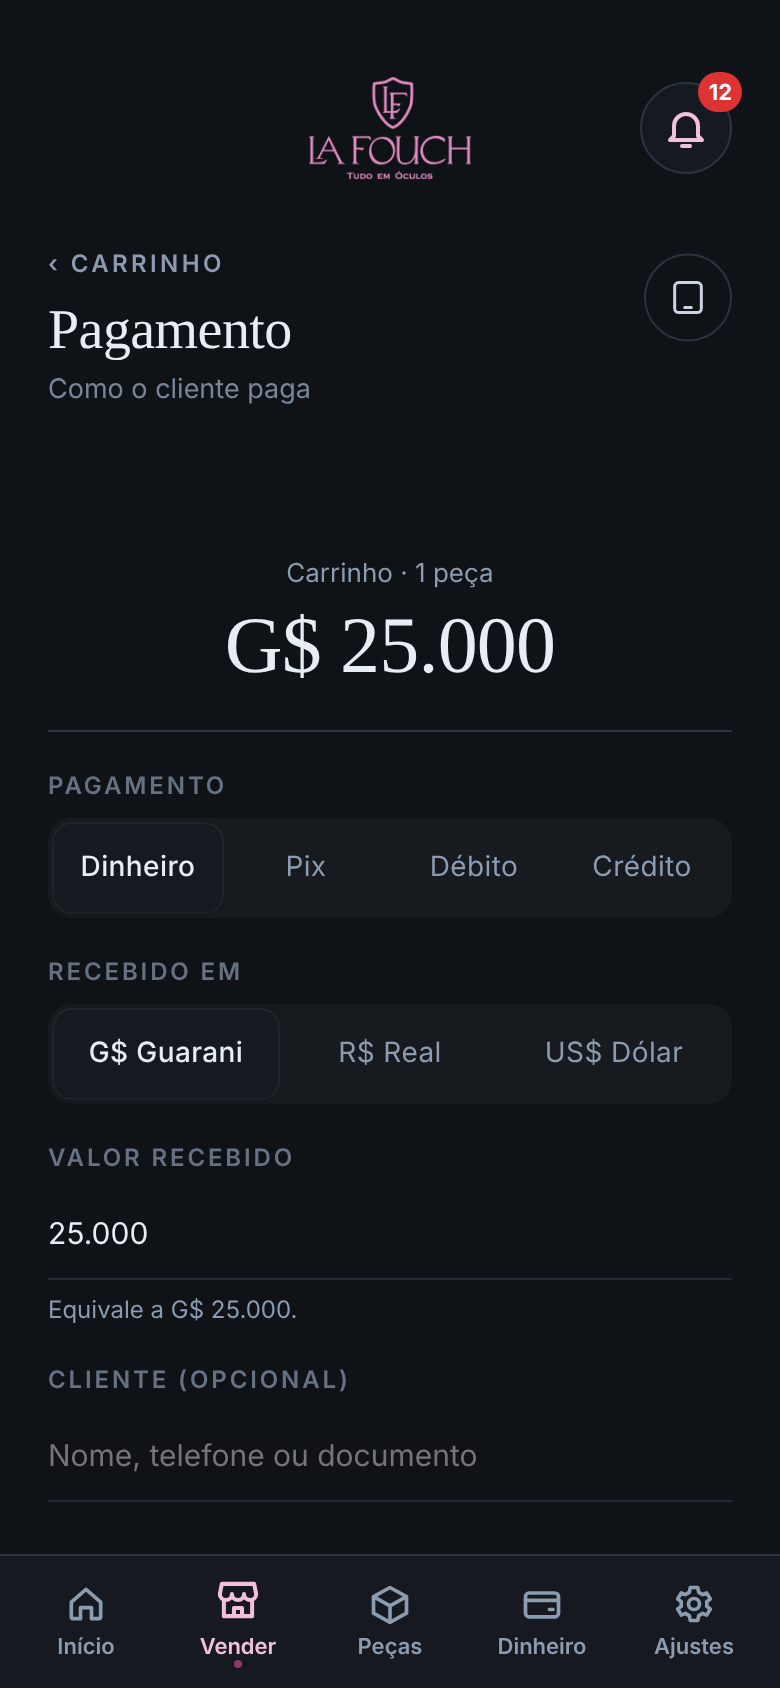 LF
LA FOUCH
Tudo em Óculos
12
‹ CARRINHO
Pagamento
Como o cliente paga
Carrinho · 1 peça
G$ 25.000
PAGAMENTO
Dinheiro Pix Débito Crédito
RECEBIDO EM
G$ Guarani R$ Real US$ Dólar
VALOR RECEBIDO
25.000
Equivale a G$ 25.000.
CLIENTE (OPCIONAL)
Nome, telefone ou documento
Início Vender Peças Dinheiro Ajustes